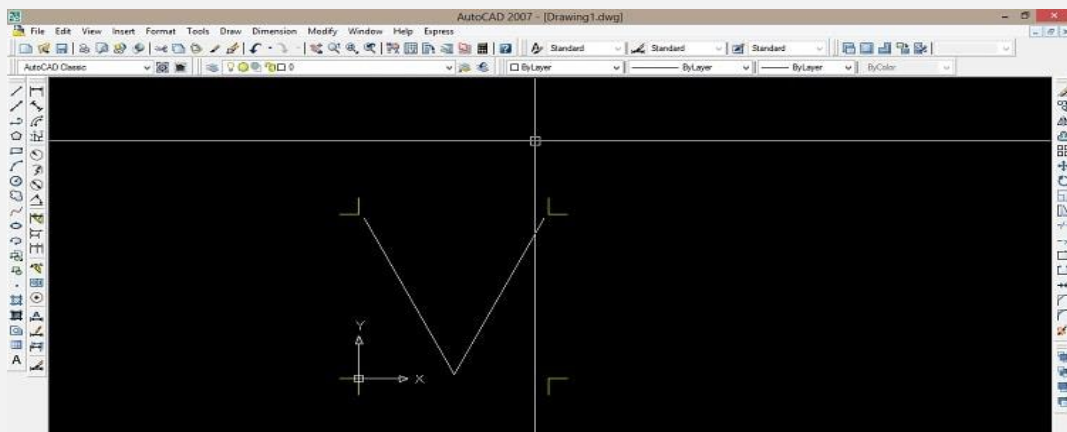 AutoCAD 2007 - [Drawing1.dwg]
File Edit View Insert Format Tools Draw Dimension Modify Window Help Express
Standard Standard Standard
AutoCAD Classic 0 ByLayer ByLayer ByLayer ByColor
Y
X
A